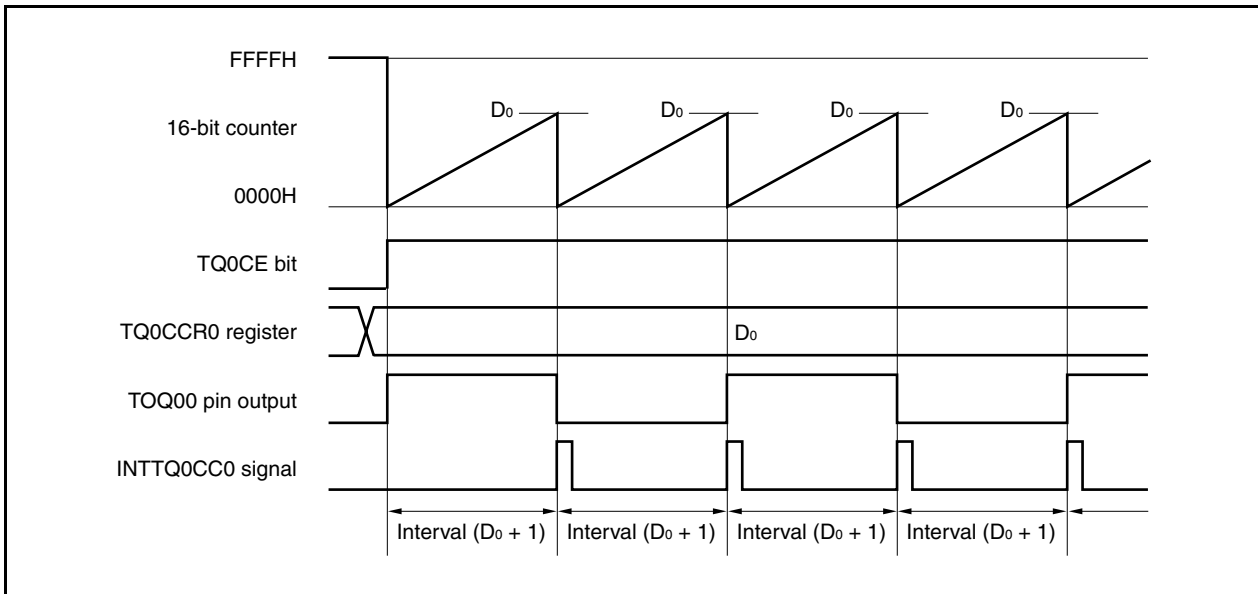 FFFFH
D0 D0 D0 D0
16-bit counter
0000H
TQ0CE bit
TQ0CCR0 register
D0
TOQ00 pin output
INTTQ0CC0 signal
Interval (D0 + 1) Interval (D0 + 1) Interval (D0 + 1) Interval (D0 + 1)